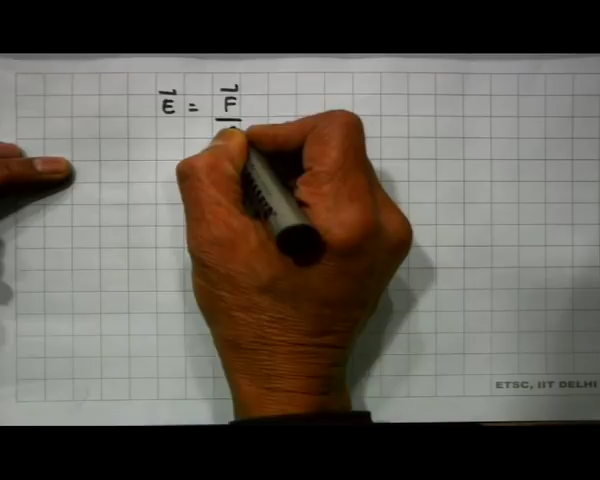 E⃗ = F⃗
ETSC, IIT DELHI